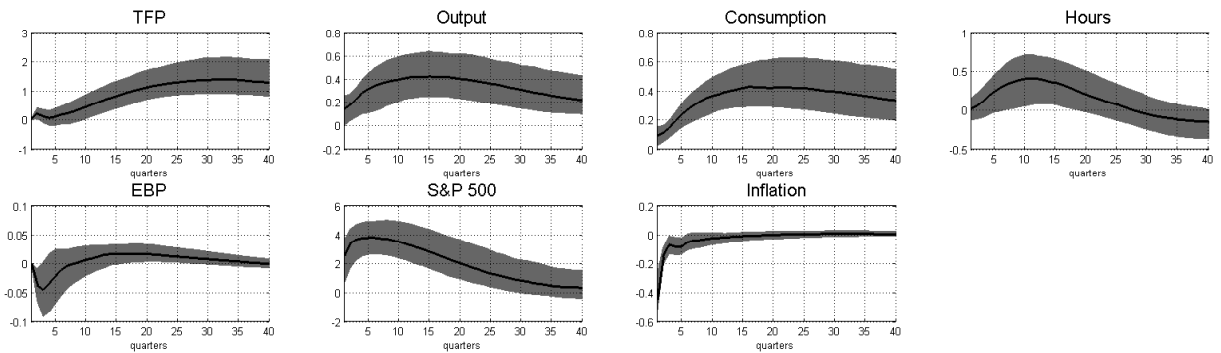 TFP Output Consumption Hours
3 0.8 0.8 1
2 0.6 0.6 0.5
1 0.4 0.4 0
0 0.2 0.2 -0.5
-1 0 0
0.2
5 10 15 20 25 30 35 40 5 10 15 20 25 30 35 40 5 10 15 20 25 30 35 40 5 10 15 20 25 30 35 40
quarters quarters quarters quarters
EBP S&P 500 Inflation
0.1 6 0.2
0.05 4 0
0 2 -0.2
-0.05 0 -0.4
-0.1 -2 -0.6
5 10 15 20 25 30 35 40 5 10 15 20 25 30 35 40 5 10 15 20 25 30 35 40
quarters quarters quarters